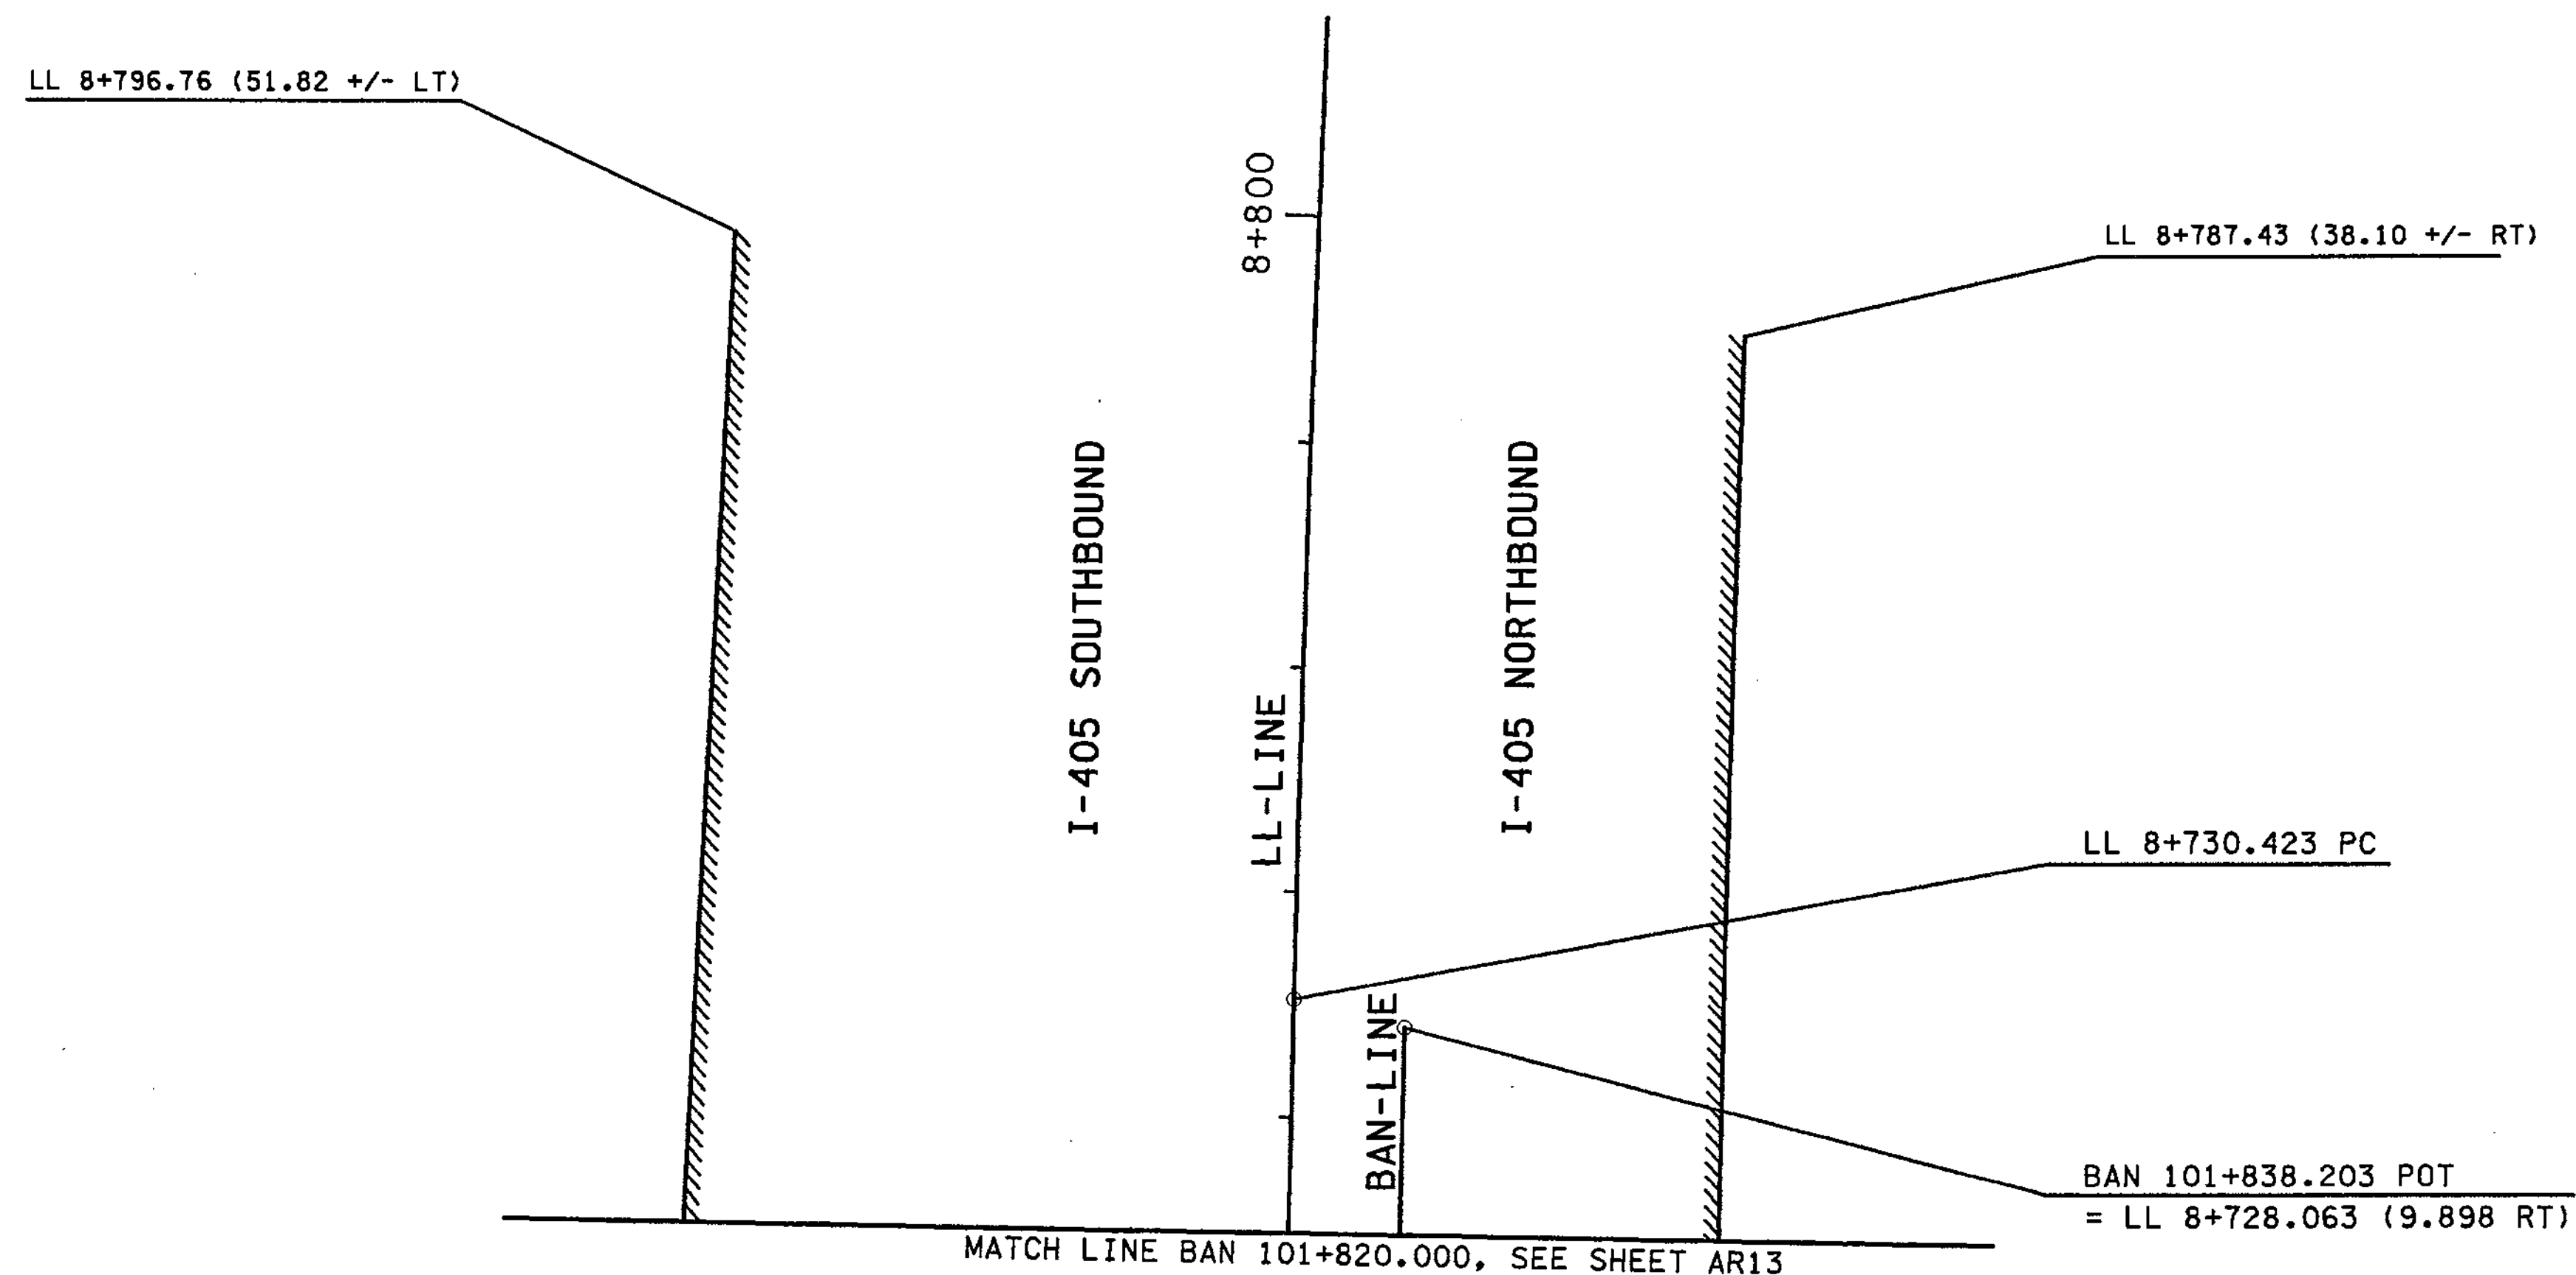 LL 8+796.76 (51.82 +/- LT)
8+800
LL 8+787.43 (38.10 +/- RT)
I-405 SOUTHBOUND
I-405 NORTHBOUND
LL-LINE
LL 8+730.423 PC
BAN-LINE
BAN 101+838.203 POT
= LL 8+728.063 (9.898 RT)
MATCH LINE BAN 101+820.000, SEE SHEET AR13